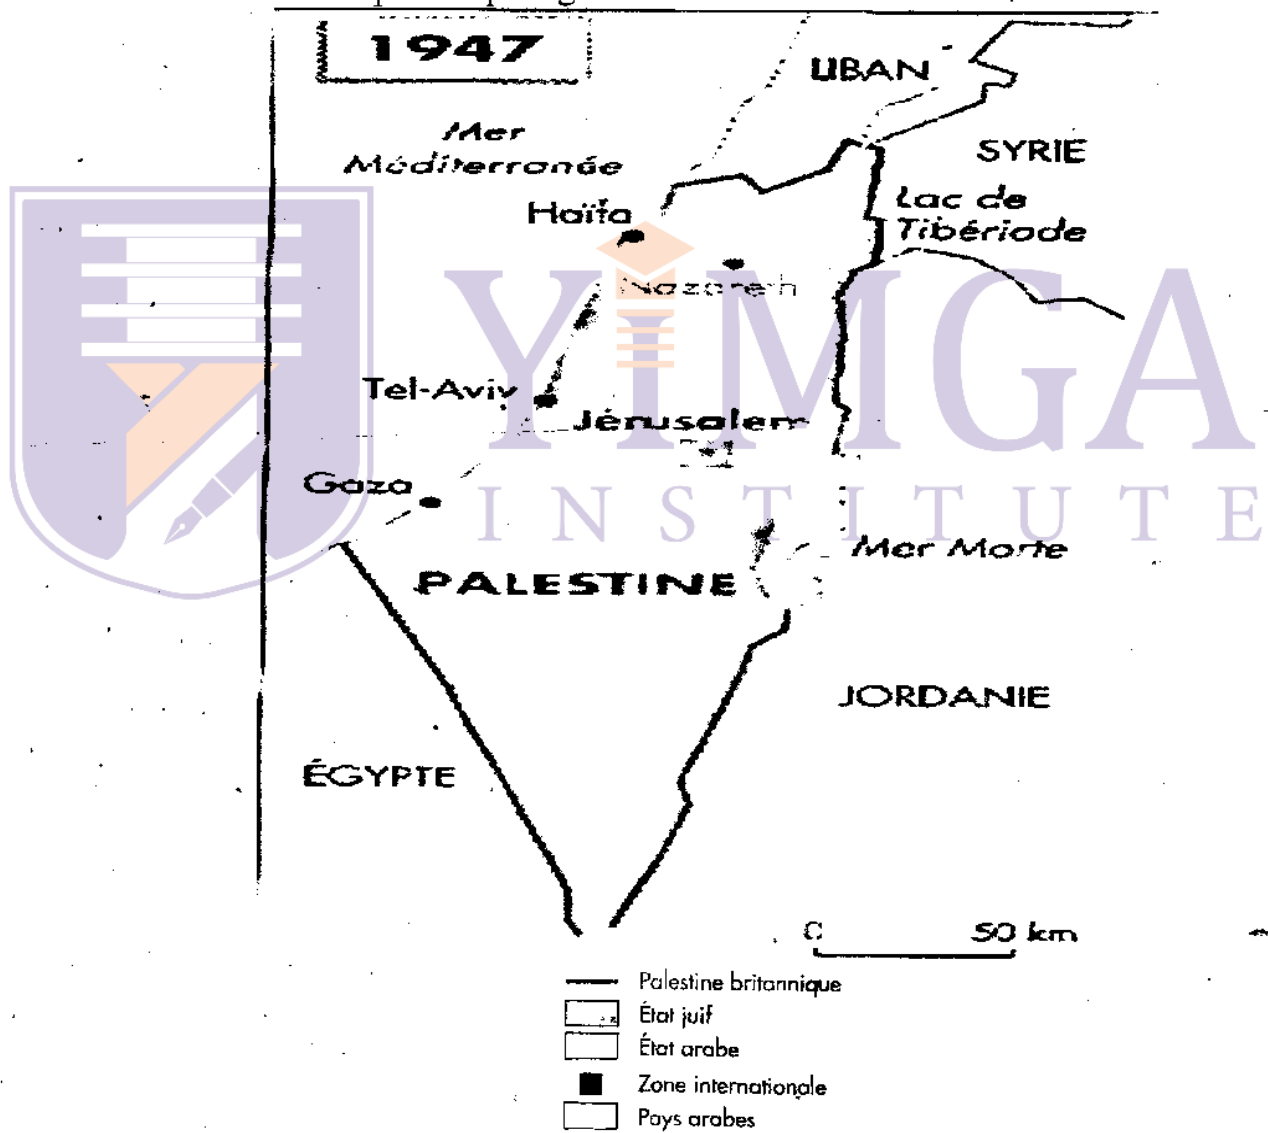 1947
LIBAN
Mer
Méditerranée
SYRIE
Haïfa
Lac de
Tibériade
Nazareth
YIMGA
INSTITUTE
Tel-Aviv
Jérusalem
Gaza
Mer Morte
PALESTINE
JORDANIE
ÉGYPTE
0 50 km
Palestine britannique
État juif
État arabe
Zone internationale
Pays arabes